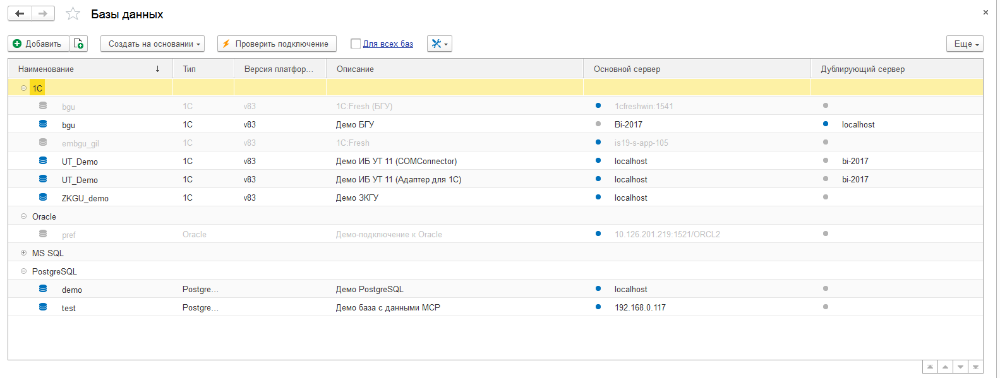 Базы данных
Добавить Создать на основании Проверить подключение Для всех баз Еще
Наименование ↓ Тип Версия платфор... Описание Основной сервер Дублирующий сервер
1С
bgu 1С v83 1C:Fresh (БГУ) 1cfreshwin:1541
bgu 1С v83 Демо БГУ Bi-2017 localhost
embgu_gil 1С v83 1C:Fresh is19-s-app-105
UT_Demo 1С v83 Демо ИБ УТ 11 (COMConnector) localhost bi-2017
UT_Demo 1С v83 Демо ИБ УТ 11 (Адаптер для 1С) localhost bi-2017
ZKGU_demo 1С v83 Демо ЗКГУ localhost
Oracle
pref Oracle Демо-подключение к Oracle 10.126.201.219:1521/ORCL2
MS SQL
PostgreSQL
demo Postgre... Демо PostgreSQL localhost
test Postgre... Демо база с данными МСР 192.168.0.117